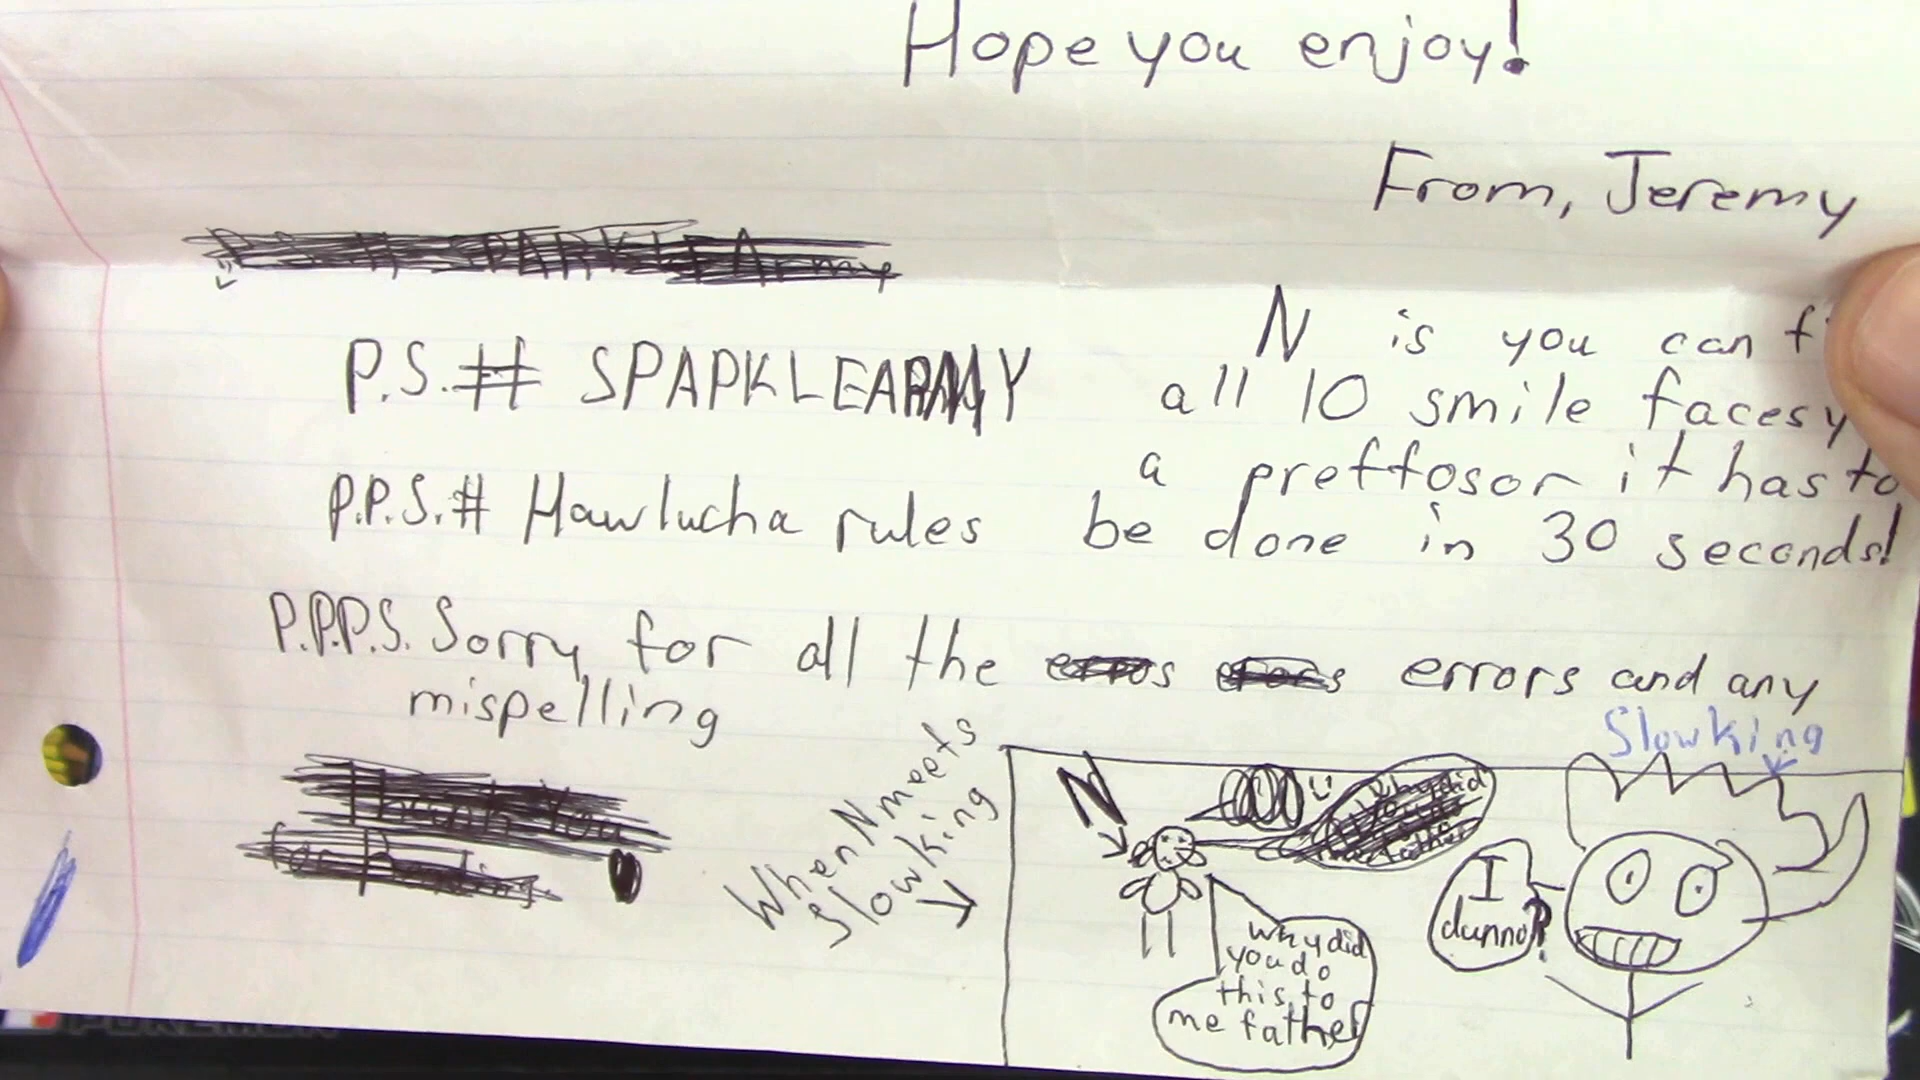 Hope you enjoy!
From, Jeremy
P.S. # SPARKLEARMY
P.P.S. # Hawlucha rules
N is you can
all 10 smile faces
a preffosor it has to
be done in 30 seconds!
P.P.P.S. Sorry for all the errors and any
mispelling
When N meets
Slowking
Slowking
N
I
dunno?
why did
you do
this to
me father